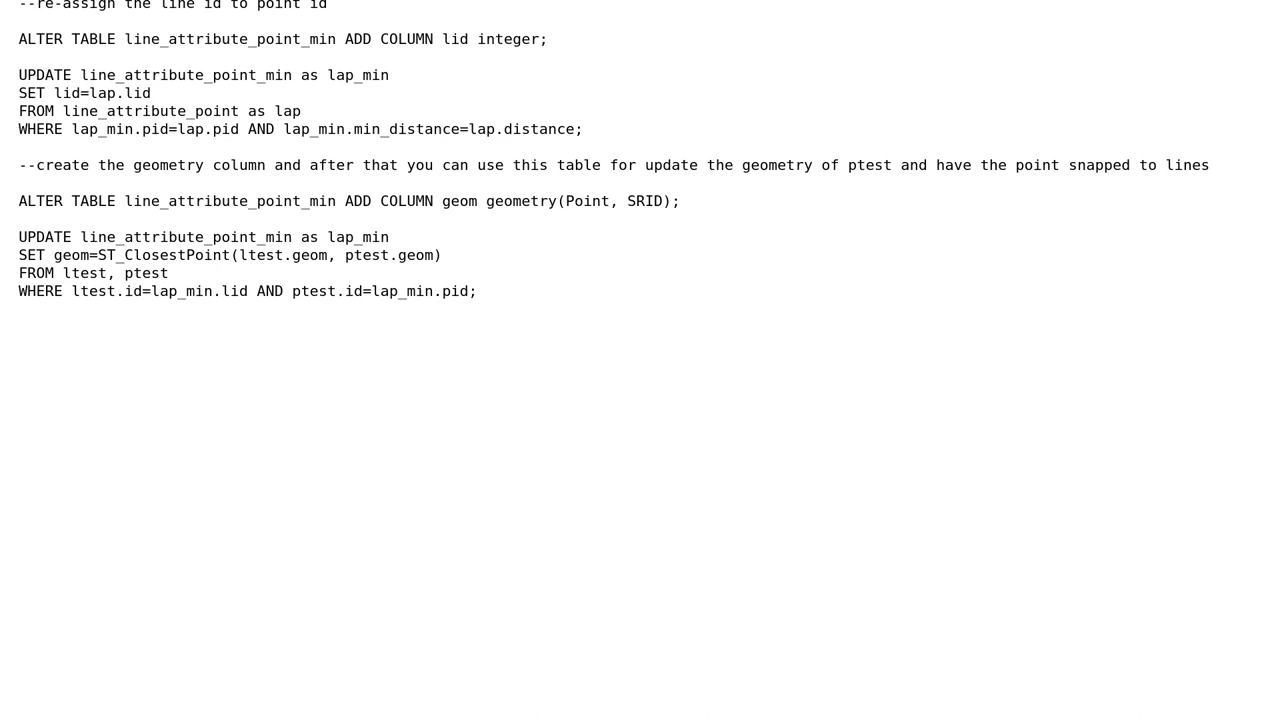 --re-assign the line id to point id
ALTER TABLE line_attribute_point_min ADD COLUMN lid integer;
UPDATE line_attribute_point_min as lap_min
SET lid=lap.lid
FROM line_attribute_point as lap
WHERE lap_min.pid=lap.pid AND lap_min.min_distance=lap.distance;
--create the geometry column and after that you can use this table for update the geometry of ptest and have the point snapped to lines
ALTER TABLE line_attribute_point_min ADD COLUMN geom geometry(Point, SRID);
UPDATE line_attribute_point_min as lap_min
SET geom=ST_ClosestPoint(ltest.geom, ptest.geom)
FROM ltest, ptest
WHERE ltest.id=lap_min.lid AND ptest.id=lap_min.pid;